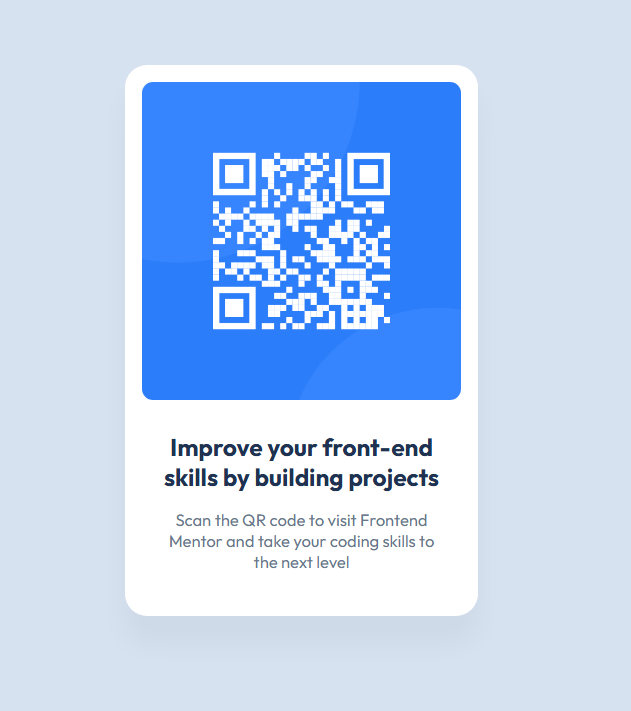 Improve your front-end
skills by building projects
Scan the QR code to visit Frontend
Mentor and take your coding skills to
the next level